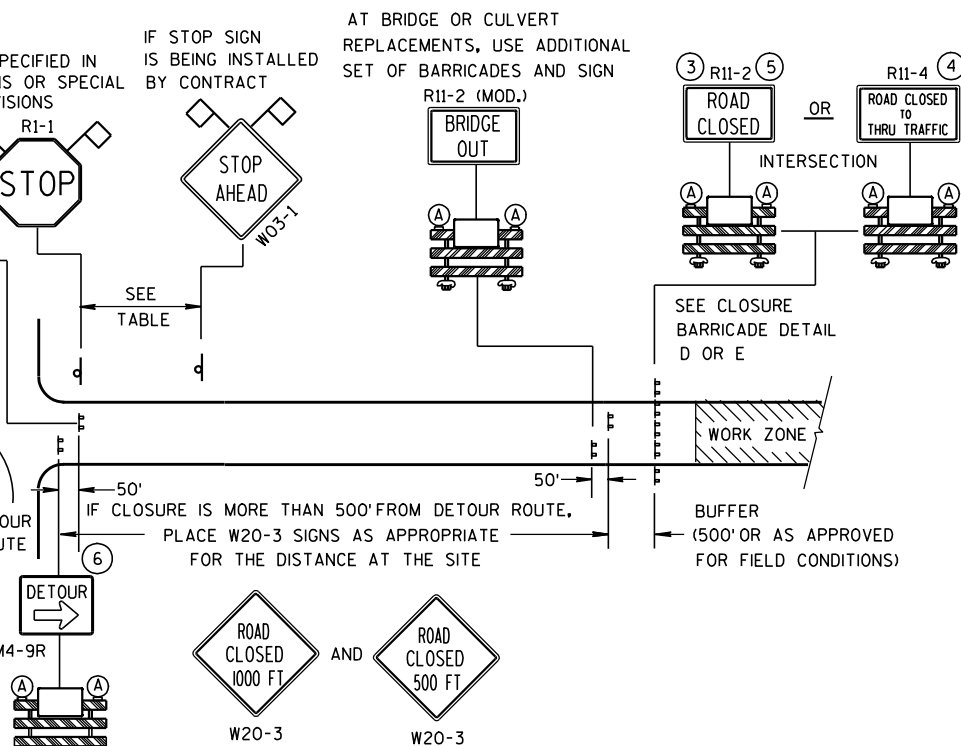 PECIFIED IN
NS OR SPECIAL
VISIONS
R1-1
STOP
IF STOP SIGN
IS BEING INSTALLED
BY CONTRACT
STOP
AHEAD
WO3-1
AT BRIDGE OR CULVERT
REPLACEMENTS, USE ADDITIONAL
SET OF BARRICADES AND SIGN
R11-2 (MOD.)
BRIDGE
OUT
A A
3 R11-2 5
ROAD
CLOSED
OR
R11-4 4
ROAD CLOSED
TO
THRU TRAFFIC
INTERSECTION
A A
A A
SEE
TABLE
SEE CLOSURE
BARRICADE DETAIL
D OR E
WORK ZONE
50'
50'
IF CLOSURE IS MORE THAN 500' FROM DETOUR ROUTE,
PLACE W20-3 SIGNS AS APPROPRIATE
FOR THE DISTANCE AT THE SITE
BUFFER
(500' OR AS APPROVED
FOR FIELD CONDITIONS)
OUR
UTE
6
DETOUR
M4-9R
A A
ROAD
CLOSED
1000 FT
W20-3
AND
ROAD
CLOSED
500 FT
W20-3